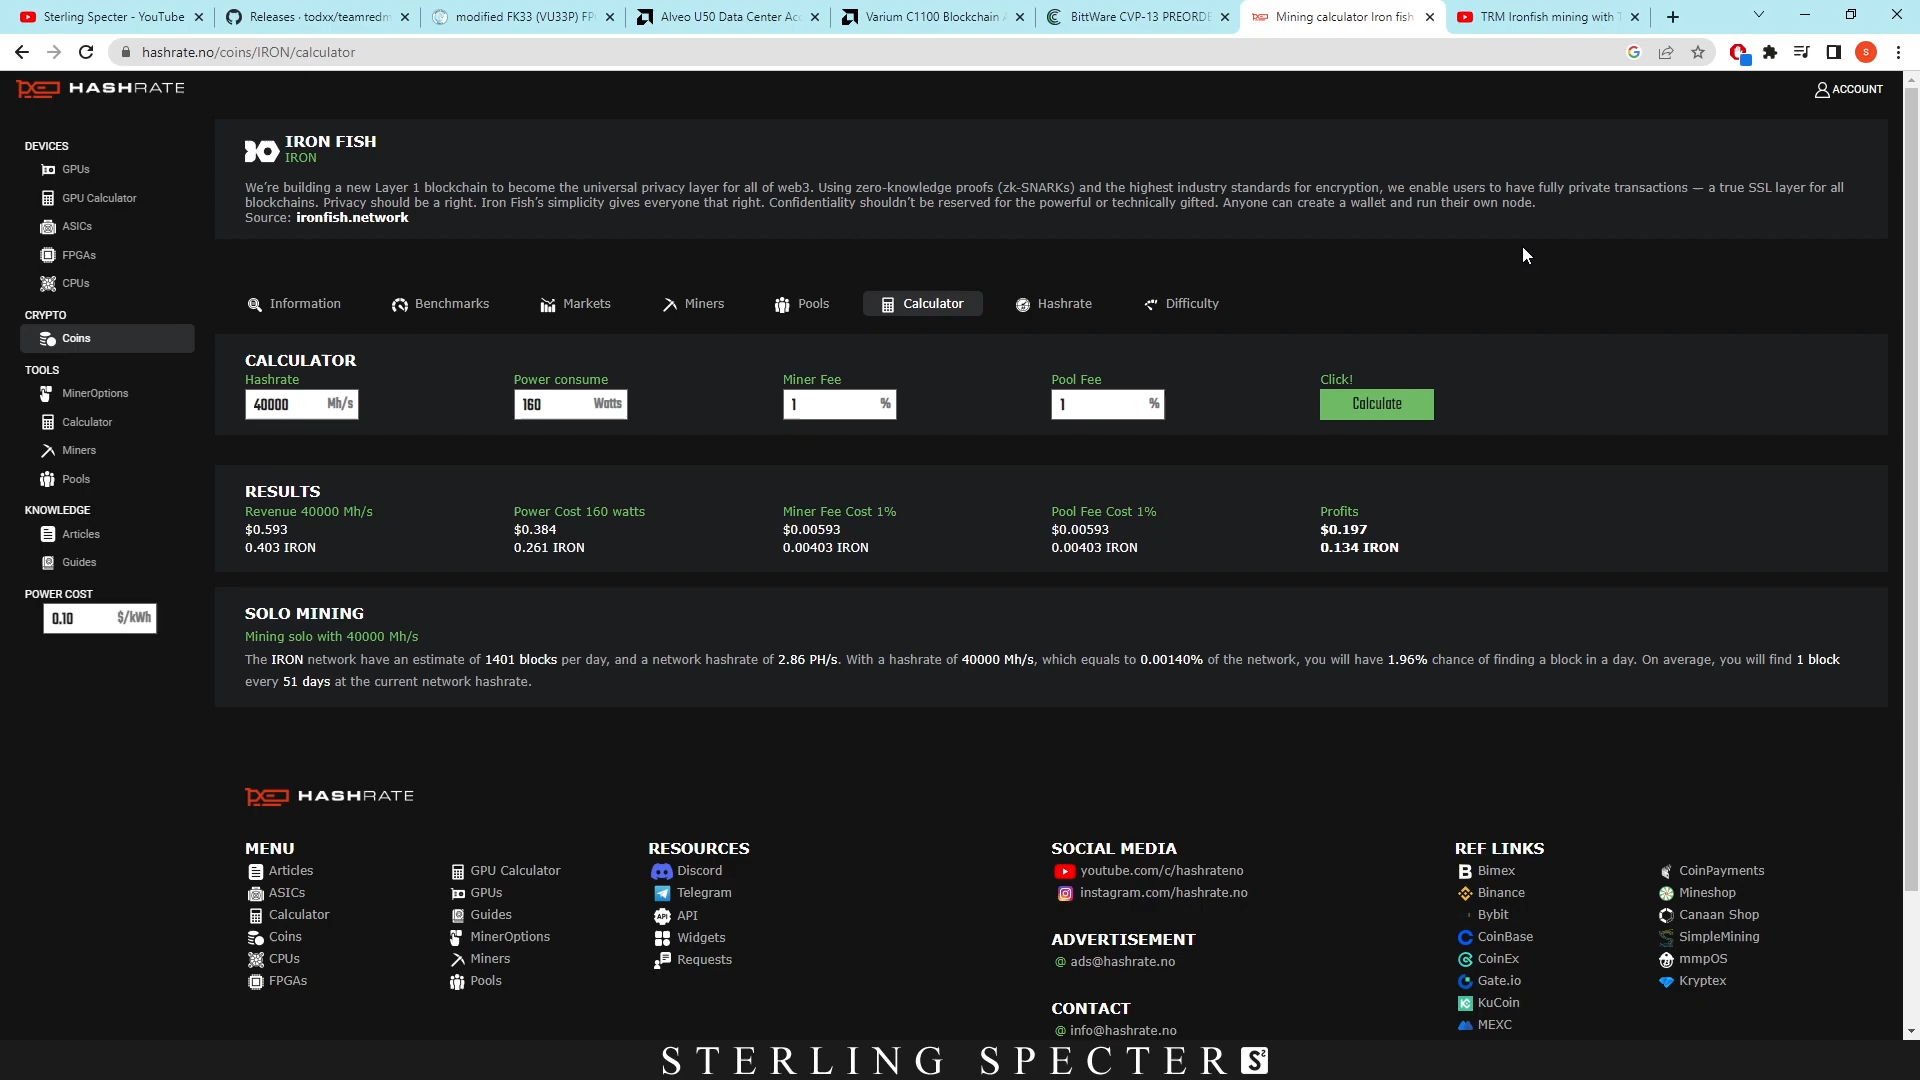 Sterling Specter - YouTube
Releases · todxx/teamredm
modified FK33 (VU33P) FP
Alveo U50 Data Center Ac
Varium C1100 Blockchain
BittWare CVP-13 PREORDE
Mining calculator Iron fish
TRM Ironfish mining with
hashrate.no/coins/IRON/calculator
HASHRATE
ACCOUNT
DEVICES
GPUs
GPU Calculator
ASICs
FPGAs
CPUs
CRYPTO
Coins
TOOLS
MinerOptions
Calculator
Miners
Pools
KNOWLEDGE
Articles
Guides
POWER COST
0.10 $/kWh
IRON FISH
IRON
We're building a new Layer 1 blockchain to become the universal privacy layer for all of web3. Using zero-knowledge proofs (zk-SNARKs) and the highest industry standards for encryption, we enable users to have fully private transactions — a true SSL layer for all
blockchains. Privacy should be a right. Iron Fish's simplicity gives everyone that right. Confidentiality shouldn't be reserved for the powerful or technically gifted. Anyone can create a wallet and run their own node.
Source: ironfish.network
Information Benchmarks Markets Miners Pools Calculator Hashrate Difficulty
CALCULATOR
Hashrate Power consume Miner Fee Pool Fee Click!
40000 Mh/s 160 Watts 1 % 1 % Calculate
RESULTS
Revenue 40000 Mh/s Power Cost 160 watts Miner Fee Cost 1% Pool Fee Cost 1% Profits
$0.593 $0.384 $0.00593 $0.00593 $0.197
0.403 IRON 0.261 IRON 0.00403 IRON 0.00403 IRON 0.134 IRON
SOLO MINING
Mining solo with 40000 Mh/s
The IRON network have an estimate of 1401 blocks per day, and a network hashrate of 2.86 PH/s. With a hashrate of 40000 Mh/s, which equals to 0.00140% of the network, you will have 1.96% chance of finding a block in a day. On average, you will find 1 block
every 51 days at the current network hashrate.
HASHRATE
MENU
Articles
ASICs
Calculator
Coins
CPUs
FPGAs
GPU Calculator
GPUs
Guides
MinerOptions
Miners
Pools
RESOURCES
Discord
Telegram
API
Widgets
Requests
SOCIAL MEDIA
youtube.com/c/hashrateno
instagram.com/hashrate.no
ADVERTISEMENT
@ ads@hashrate.no
CONTACT
@ info@hashrate.no
REF LINKS
Bimex
Binance
Bybit
CoinBase
CoinEx
Gate.io
KuCoin
MEXC
CoinPayments
Mineshop
Canaan Shop
SimpleMining
mmpOS
Kryptex
STERLING SPECTER